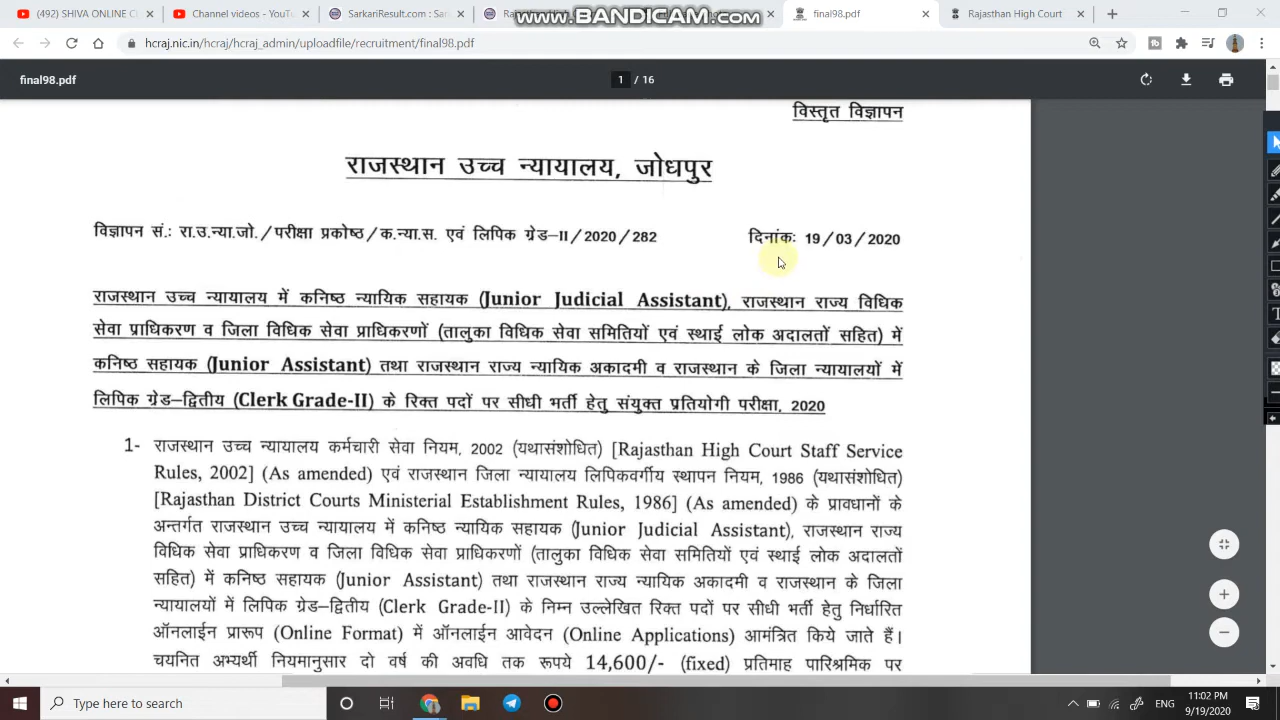 (492) SHIVA ONLINE C
Channel videos - YouT
SarkariResult.com : Sar
www.BANDICAM.com
final98.pdf
Rajasthan High Court
hcraj.nic.in/hcraj/hcraj_admin/uploadfile/recruitment/final98.pdf
final98.pdf
1 / 16
विस्तृत विज्ञापन
राजस्थान उच्च न्यायालय, जोधपुर
विज्ञापन सं.: रा.उ.न्या.जो./परीक्षा प्रकोष्ठ/क.न्या.स. एवं लिपिक ग्रेड-II/2020/282
दिनांकः 19/03/2020
राजस्थान उच्च न्यायालय में कनिष्ठ न्यायिक सहायक (Junior Judicial Assistant), राजस्थान राज्य विधिक
सेवा प्राधिकरण व जिला विधिक सेवा प्राधिकरणों (तालुका विधिक सेवा समितियों एवं स्थाई लोक अदालतों सहित) में
कनिष्ठ सहायक (Junior Assistant) तथा राजस्थान राज्य न्यायिक अकादमी व राजस्थान के जिला न्यायालयों में
लिपिक ग्रेड-द्वितीय (Clerk Grade-II) के रिक्त पदों पर सीधी भर्ती हेतु संयुक्त प्रतियोगी परीक्षा, 2020
1- राजस्थान उच्च न्यायालय कर्मचारी सेवा नियम, 2002 (यथासंशोधित) [Rajasthan High Court Staff Service
Rules, 2002] (As amended) एवं राजस्थान जिला न्यायालय लिपिकवर्गीय स्थापन नियम, 1986 (यथासंशोधित)
[Rajasthan District Courts Ministerial Establishment Rules, 1986] (As amended) के प्रावधानों के
अन्तर्गत राजस्थान उच्च न्यायालय में कनिष्ठ न्यायिक सहायक (Junior Judicial Assistant), राजस्थान राज्य
विधिक सेवा प्राधिकरण व जिला विधिक सेवा प्राधिकरणों (तालुका विधिक सेवा समितियों एवं स्थाई लोक अदालतों
सहित) में कनिष्ठ सहायक (Junior Assistant) तथा राजस्थान राज्य न्यायिक अकादमी व राजस्थान के जिला
न्यायालयों में लिपिक ग्रेड-द्वितीय (Clerk Grade-II) के निम्न उल्लेखित रिक्त पदों पर सीधी भर्ती हेतु निर्धारित
ऑनलाईन प्रारूप (Online Format) में ऑनलाईन आवेदन (Online Applications) आमंत्रित किये जाते हैं।
चयनित अभ्यर्थी नियमानुसार दो वर्ष की अवधि तक रूपये 14,600/- (fixed) प्रतिमाह पारिश्रमिक पर
Type here to search
ENG
11:02 PM
9/19/2020